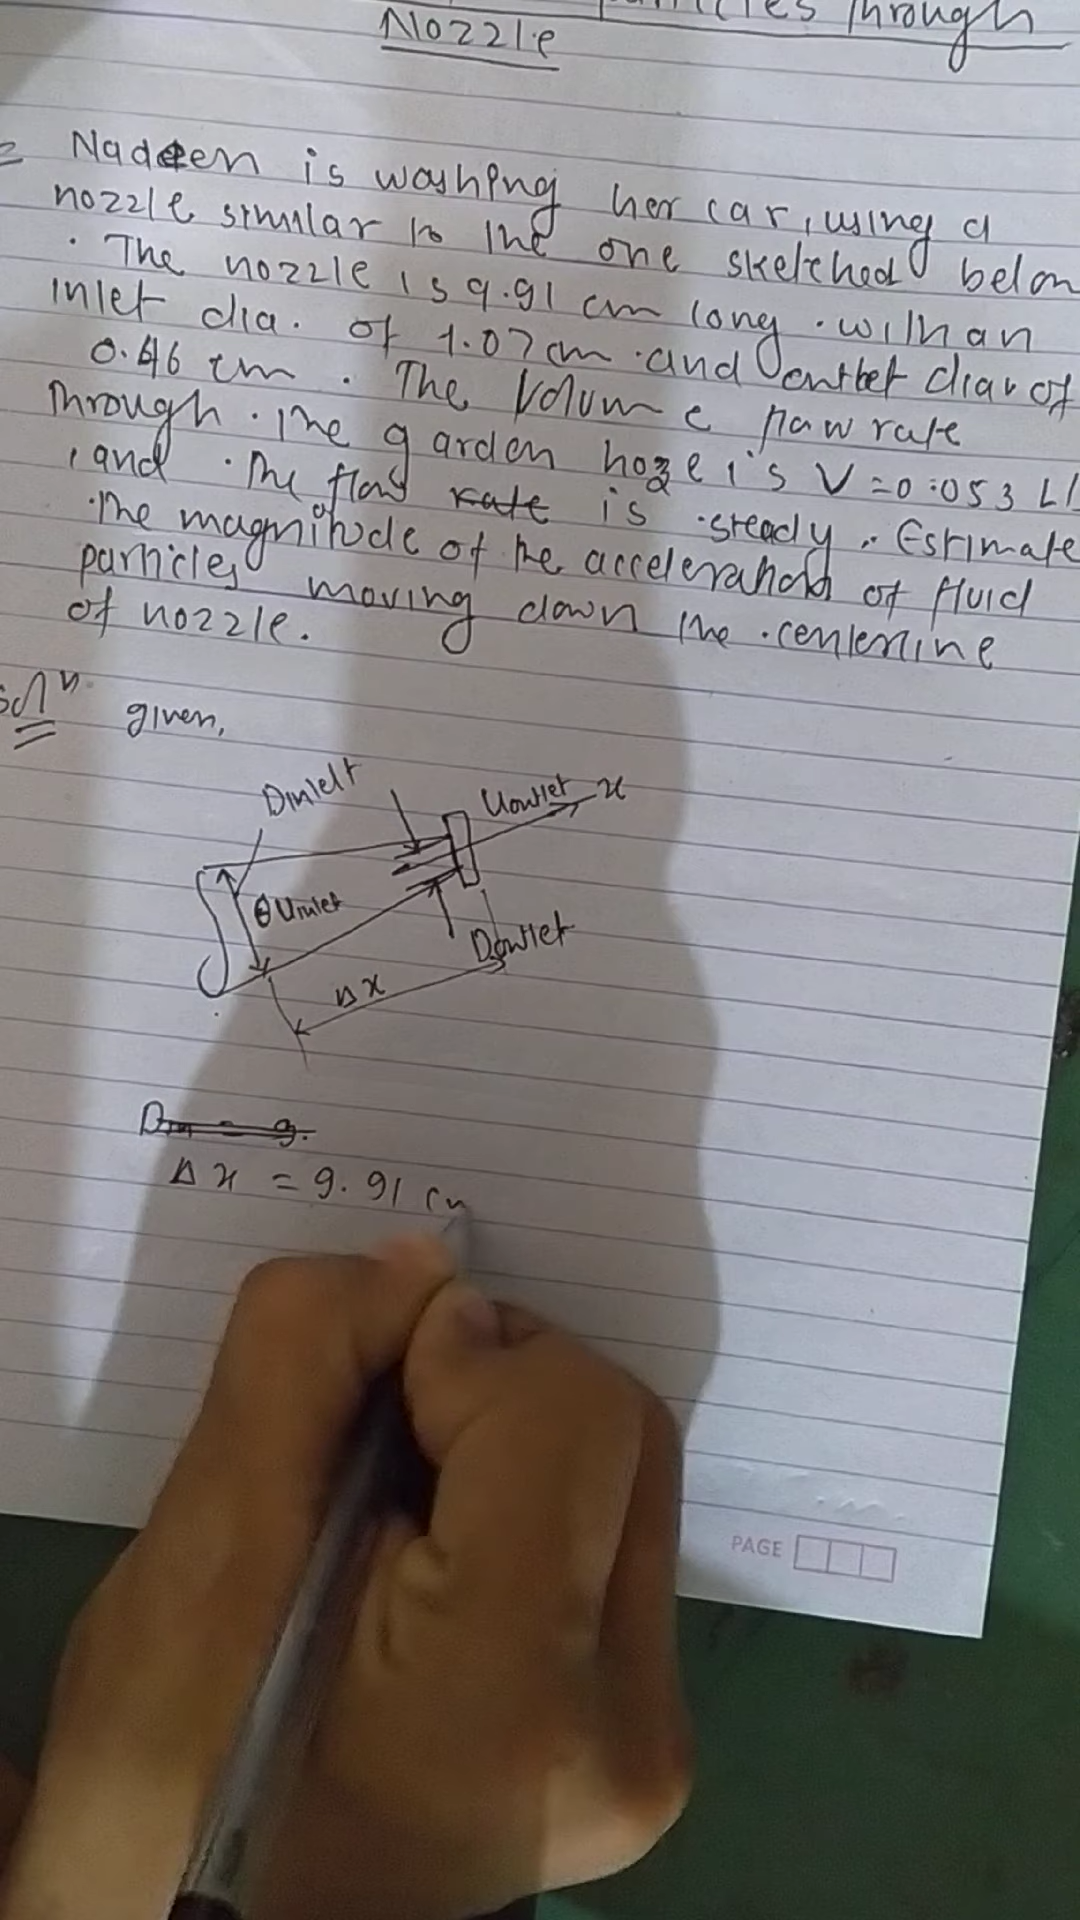 through
Nozzle
Nadeen is washing her car, using a
nozzle similar to the one sketched below
. The nozzle is 9.91 cm long . with an
inlet dia. of 1.07 cm . and outlet dia of
0.46 cm . The Volume flow rate
through . the garden hoze is V = 0.053 L/
, and . the flow rate is steady . Estimate
the magnitude of the acceleration of fluid
particles moving down the . centerline
of nozzle.
Solⁿ given,
Dinlelt
Uoutlet x
Uinlet
Doutlet
Δx
Δx = 9.91 cm
PAGE